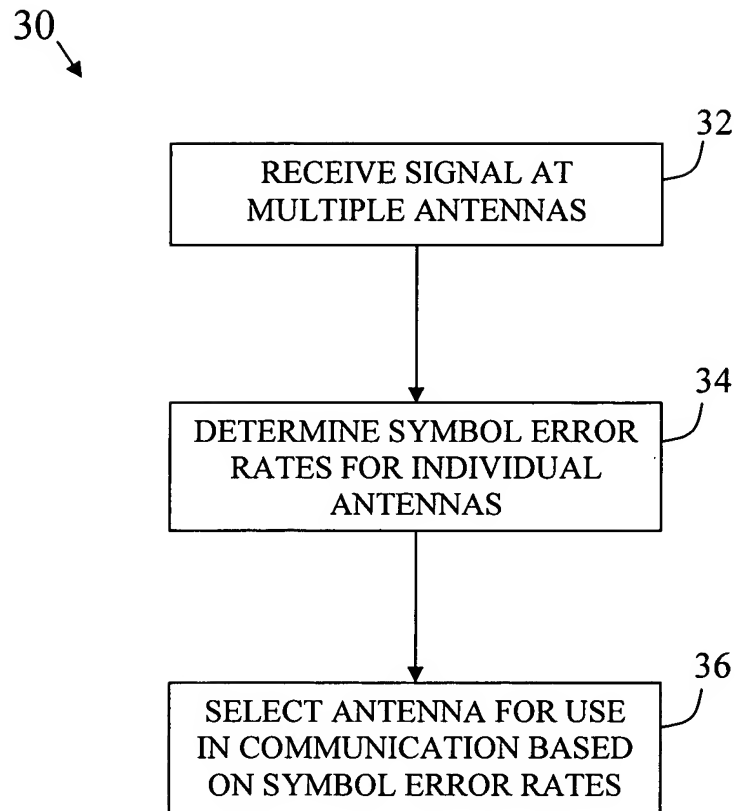 30
32
RECEIVE SIGNAL AT
MULTIPLE ANTENNAS
34
DETERMINE SYMBOL ERROR
RATES FOR INDIVIDUAL
ANTENNAS
36
SELECT ANTENNA FOR USE
IN COMMUNICATION BASED
ON SYMBOL ERROR RATES